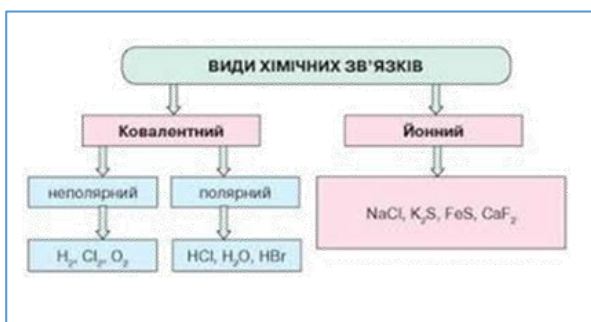 ВИДИ ХІМІЧНИХ ЗВ'ЯЗКІВ
Ковалентний
Йонний
неполярний
полярний
NaCl, K₂S, FeS, CaF₂
H₂, Cl₂, O₂
HCl, H₂O, HBr